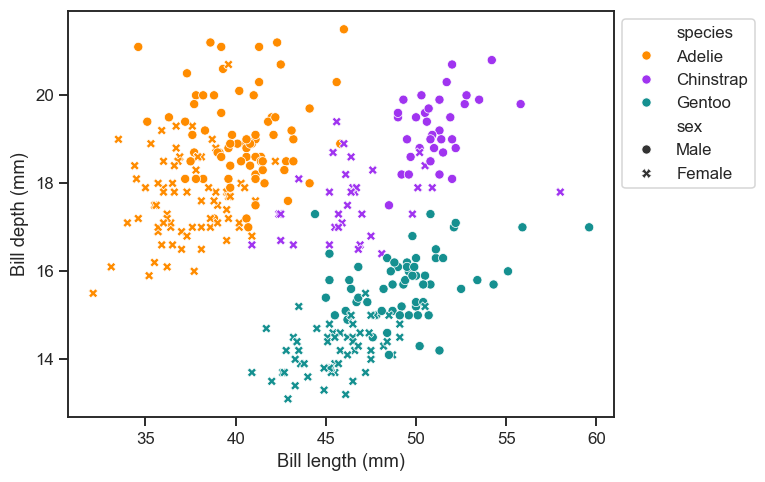 species
Adelie
Chinstrap
Gentoo
sex
Male
Female
20
18
16
14
Bill depth (mm)
35 40 45 50 55 60
Bill length (mm)